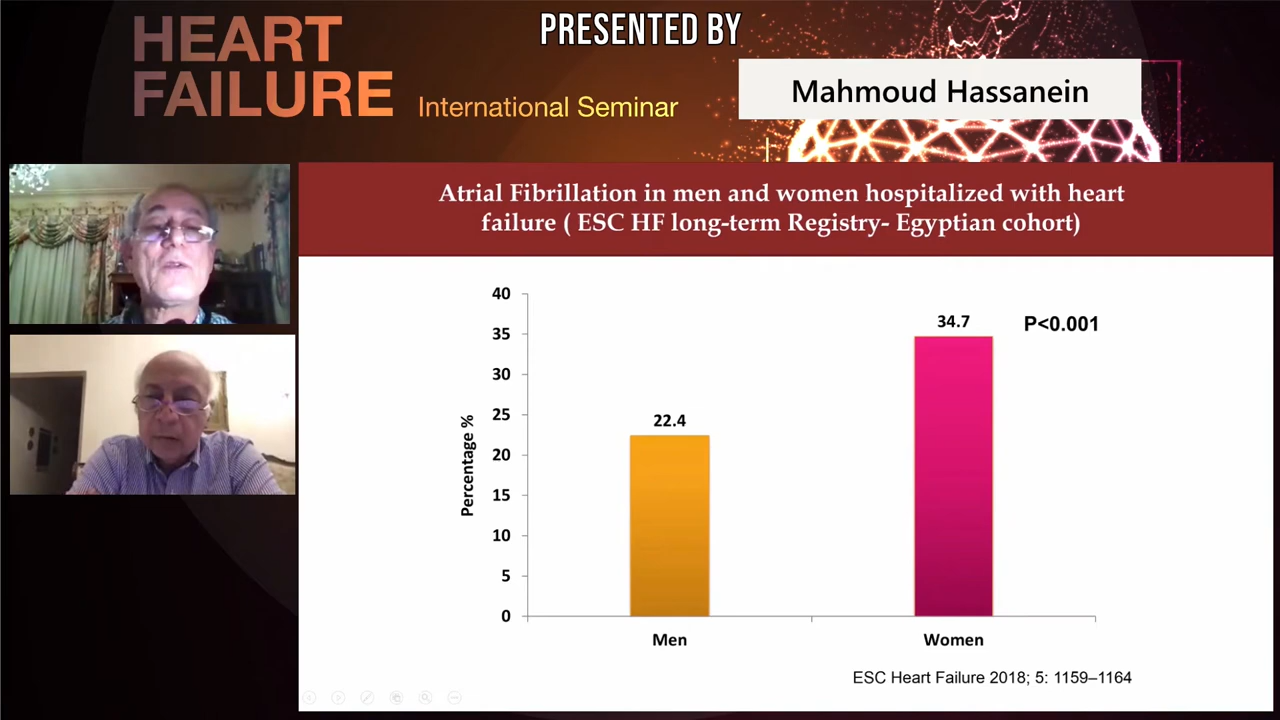 HEART
FAILURE
International Seminar
PRESENTED BY
Mahmoud Hassanein
Atrial Fibrillation in men and women hospitalized with heart
failure ( ESC HF long-term Registry- Egyptian cohort)
40
35
30
25
20
15
10
5
0
Percentage %
22.4
34.7
P<0.001
Men
Women
ESC Heart Failure 2018; 5: 1159–1164